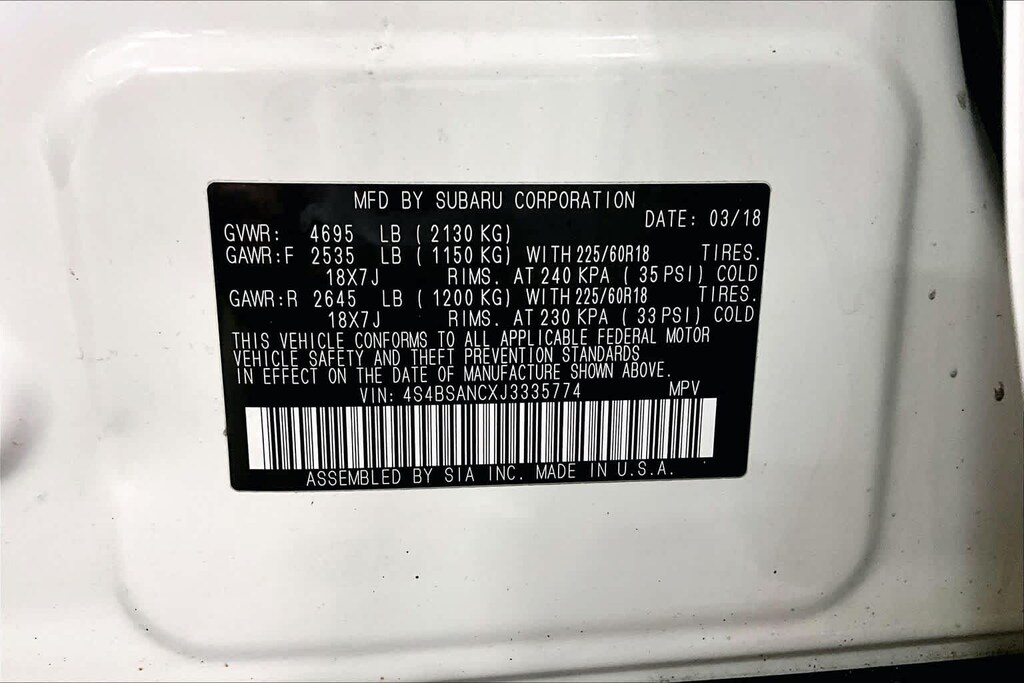 MFD BY SUBARU CORPORATION
DATE: 03/18
GVWR: 4695 LB (2130 KG)
GAWR:F 2535 LB (1150 KG) WITH 225/60R18 TIRES.
18X7J RIMS. AT 240 KPA (35 PSI) COLD
GAWR:R 2645 LB (1200 KG) WITH 225/60R18 TIRES.
18X7J RIMS. AT 230 KPA (33 PSI) COLD
THIS VEHICLE CONFORMS TO ALL APPLICABLE FEDERAL MOTOR
VEHICLE SAFETY AND THEFT PREVENTION STANDARDS
IN EFFECT ON THE DATE OF MANUFACTURE SHOWN ABOVE.
VIN: 4S4BSANCXJ3335774 MPV
ASSEMBLED BY SIA INC. MADE IN U.S.A.